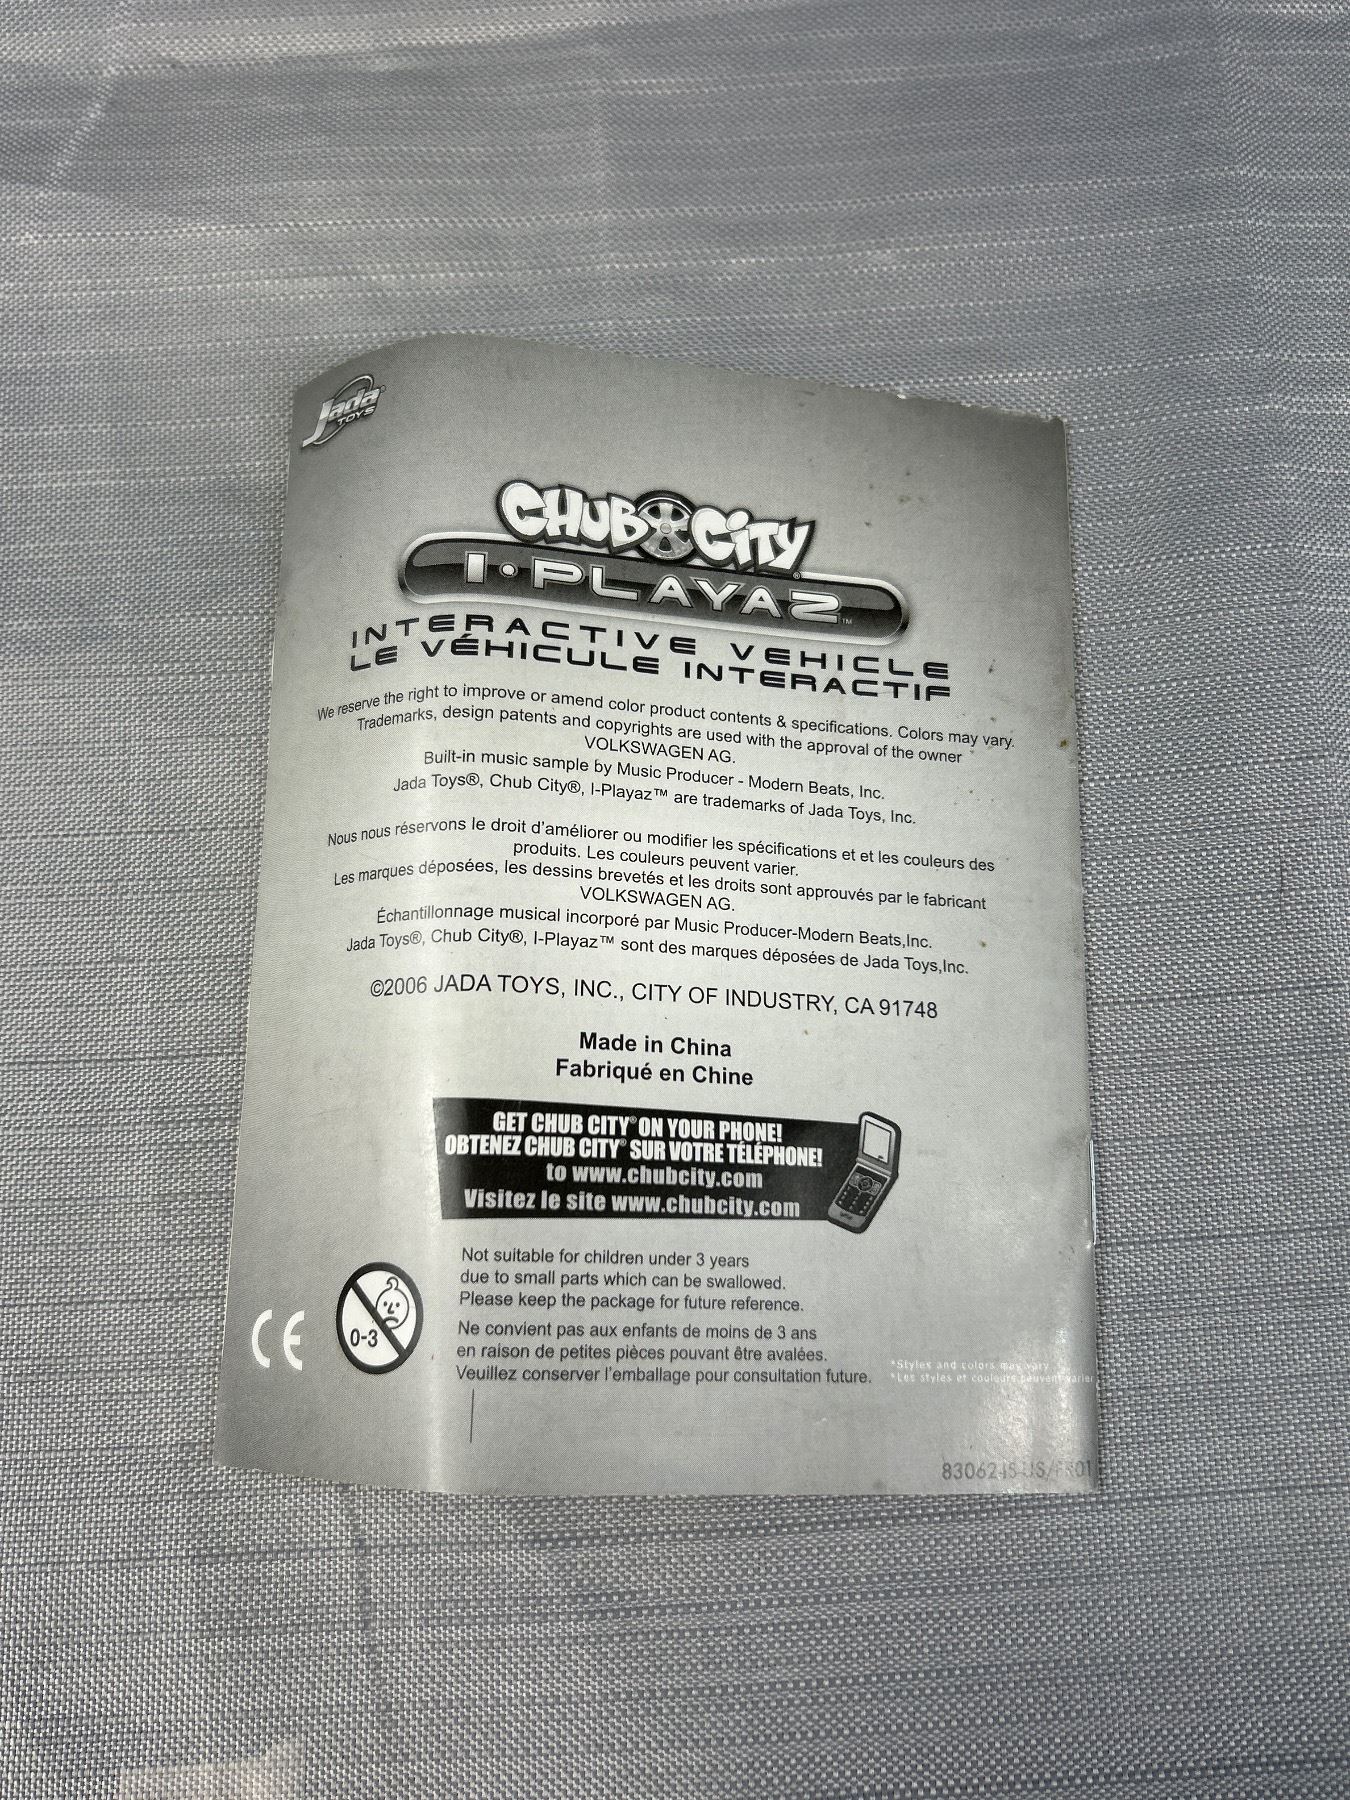 Jada®
TOYS
CHUB CITY®
I·PLAYAZ™
INTERACTIVE VEHICLE
LE VÉHICULE INTERACTIF
We reserve the right to improve or amend color product contents & specifications. Colors may vary.
Trademarks, design patents and copyrights are used with the approval of the owner
VOLKSWAGEN AG.
Built-in music sample by Music Producer - Modern Beats, Inc.
Jada Toys®, Chub City®, I-Playaz™ are trademarks of Jada Toys, Inc.
Nous nous réservons le droit d'améliorer ou modifier les spécifications et et les couleurs des
produits. Les couleurs peuvent varier.
Les marques déposées, les dessins brevetés et les droits sont approuvés par le fabricant
VOLKSWAGEN AG.
Échantillonnage musical incorporé par Music Producer-Modern Beats,Inc.
Jada Toys®, Chub City®, I-Playaz™ sont des marques déposées de Jada Toys,Inc.
©2006 JADA TOYS, INC., CITY OF INDUSTRY, CA 91748
Made in China
Fabriqué en Chine
GET CHUB CITY® ON YOUR PHONE!
OBTENEZ CHUB CITY® SUR VOTRE TÉLÉPHONE!
to www.chubcity.com
Visitez le site www.chubcity.com
Not suitable for children under 3 years
due to small parts which can be swallowed.
Please keep the package for future reference.
CE
0-3
Ne convient pas aux enfants de moins de 3 ans
en raison de petites pièces pouvant être avalées.
Veuillez conserver l'emballage pour consultation future.
*Styles and colors may vary
*Les styles et couleurs peuvent varier